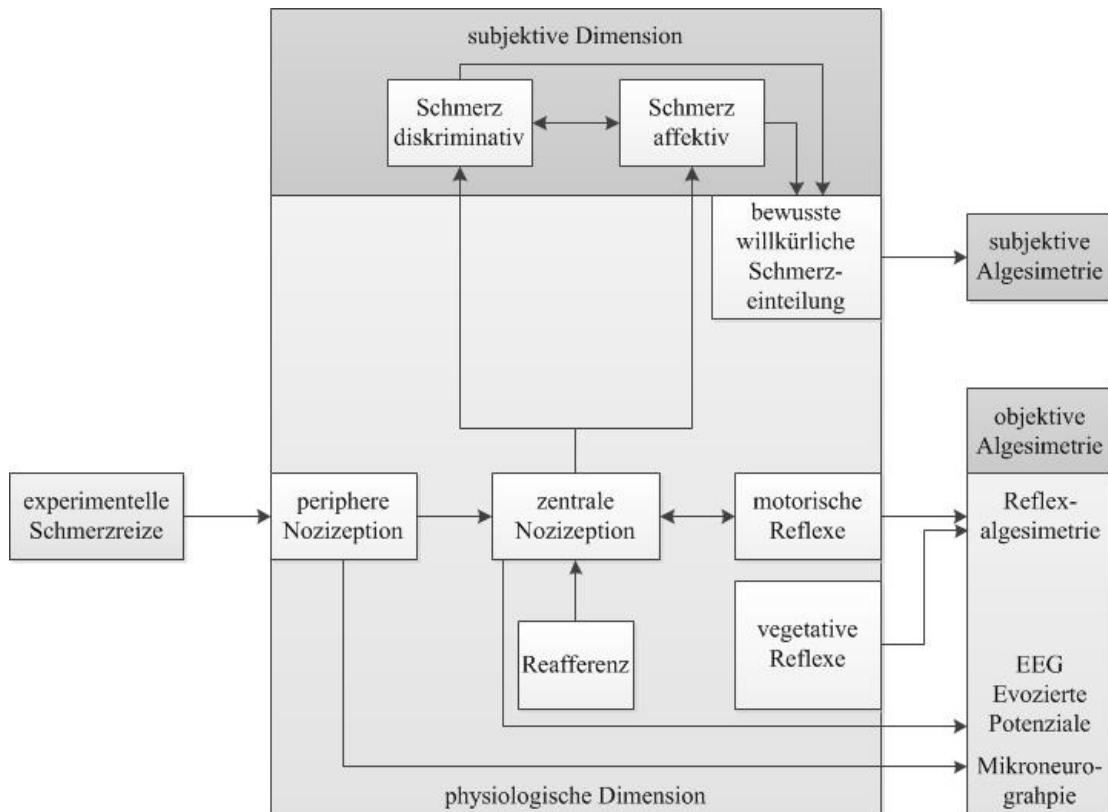 subjektive Dimension
Schmerz
diskriminativ
Schmerz
affektiv
bewusste
willkürliche
Schmerz-
einteilung
subjektive
Algesimetrie
objektive
Algesimetrie
experimentelle
Schmerzreize
periphere
Nozizeption
zentrale
Nozizeption
motorische
Reflexe
Reflex-
algesimetrie
vegetative
Reflexe
Reafferenz
EEG
Evozierte
Potenziale
Mikroneuro-
grahpie
physiologische Dimension